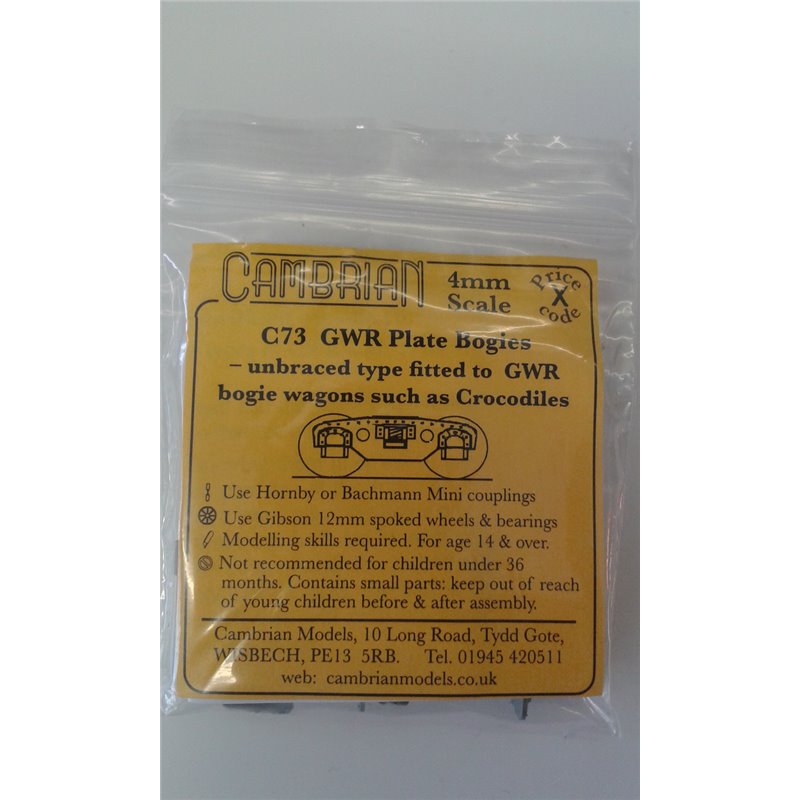 CAMBRIAN
4mm
Scale
Price
X
code
C73 GWR Plate Bogies
– unbraced type fitted to GWR
bogie wagons such as Crocodiles
Use Hornby or Bachmann Mini couplings
Use Gibson 12mm spoked wheels & bearings
Modelling skills required. For age 14 & over.
Not recommended for children under 36
months. Contains small parts: keep out of reach
of young children before & after assembly.
Cambrian Models, 10 Long Road, Tydd Gote,
WISBECH, PE13 5RB. Tel. 01945 420511
web: cambrianmodels.co.uk